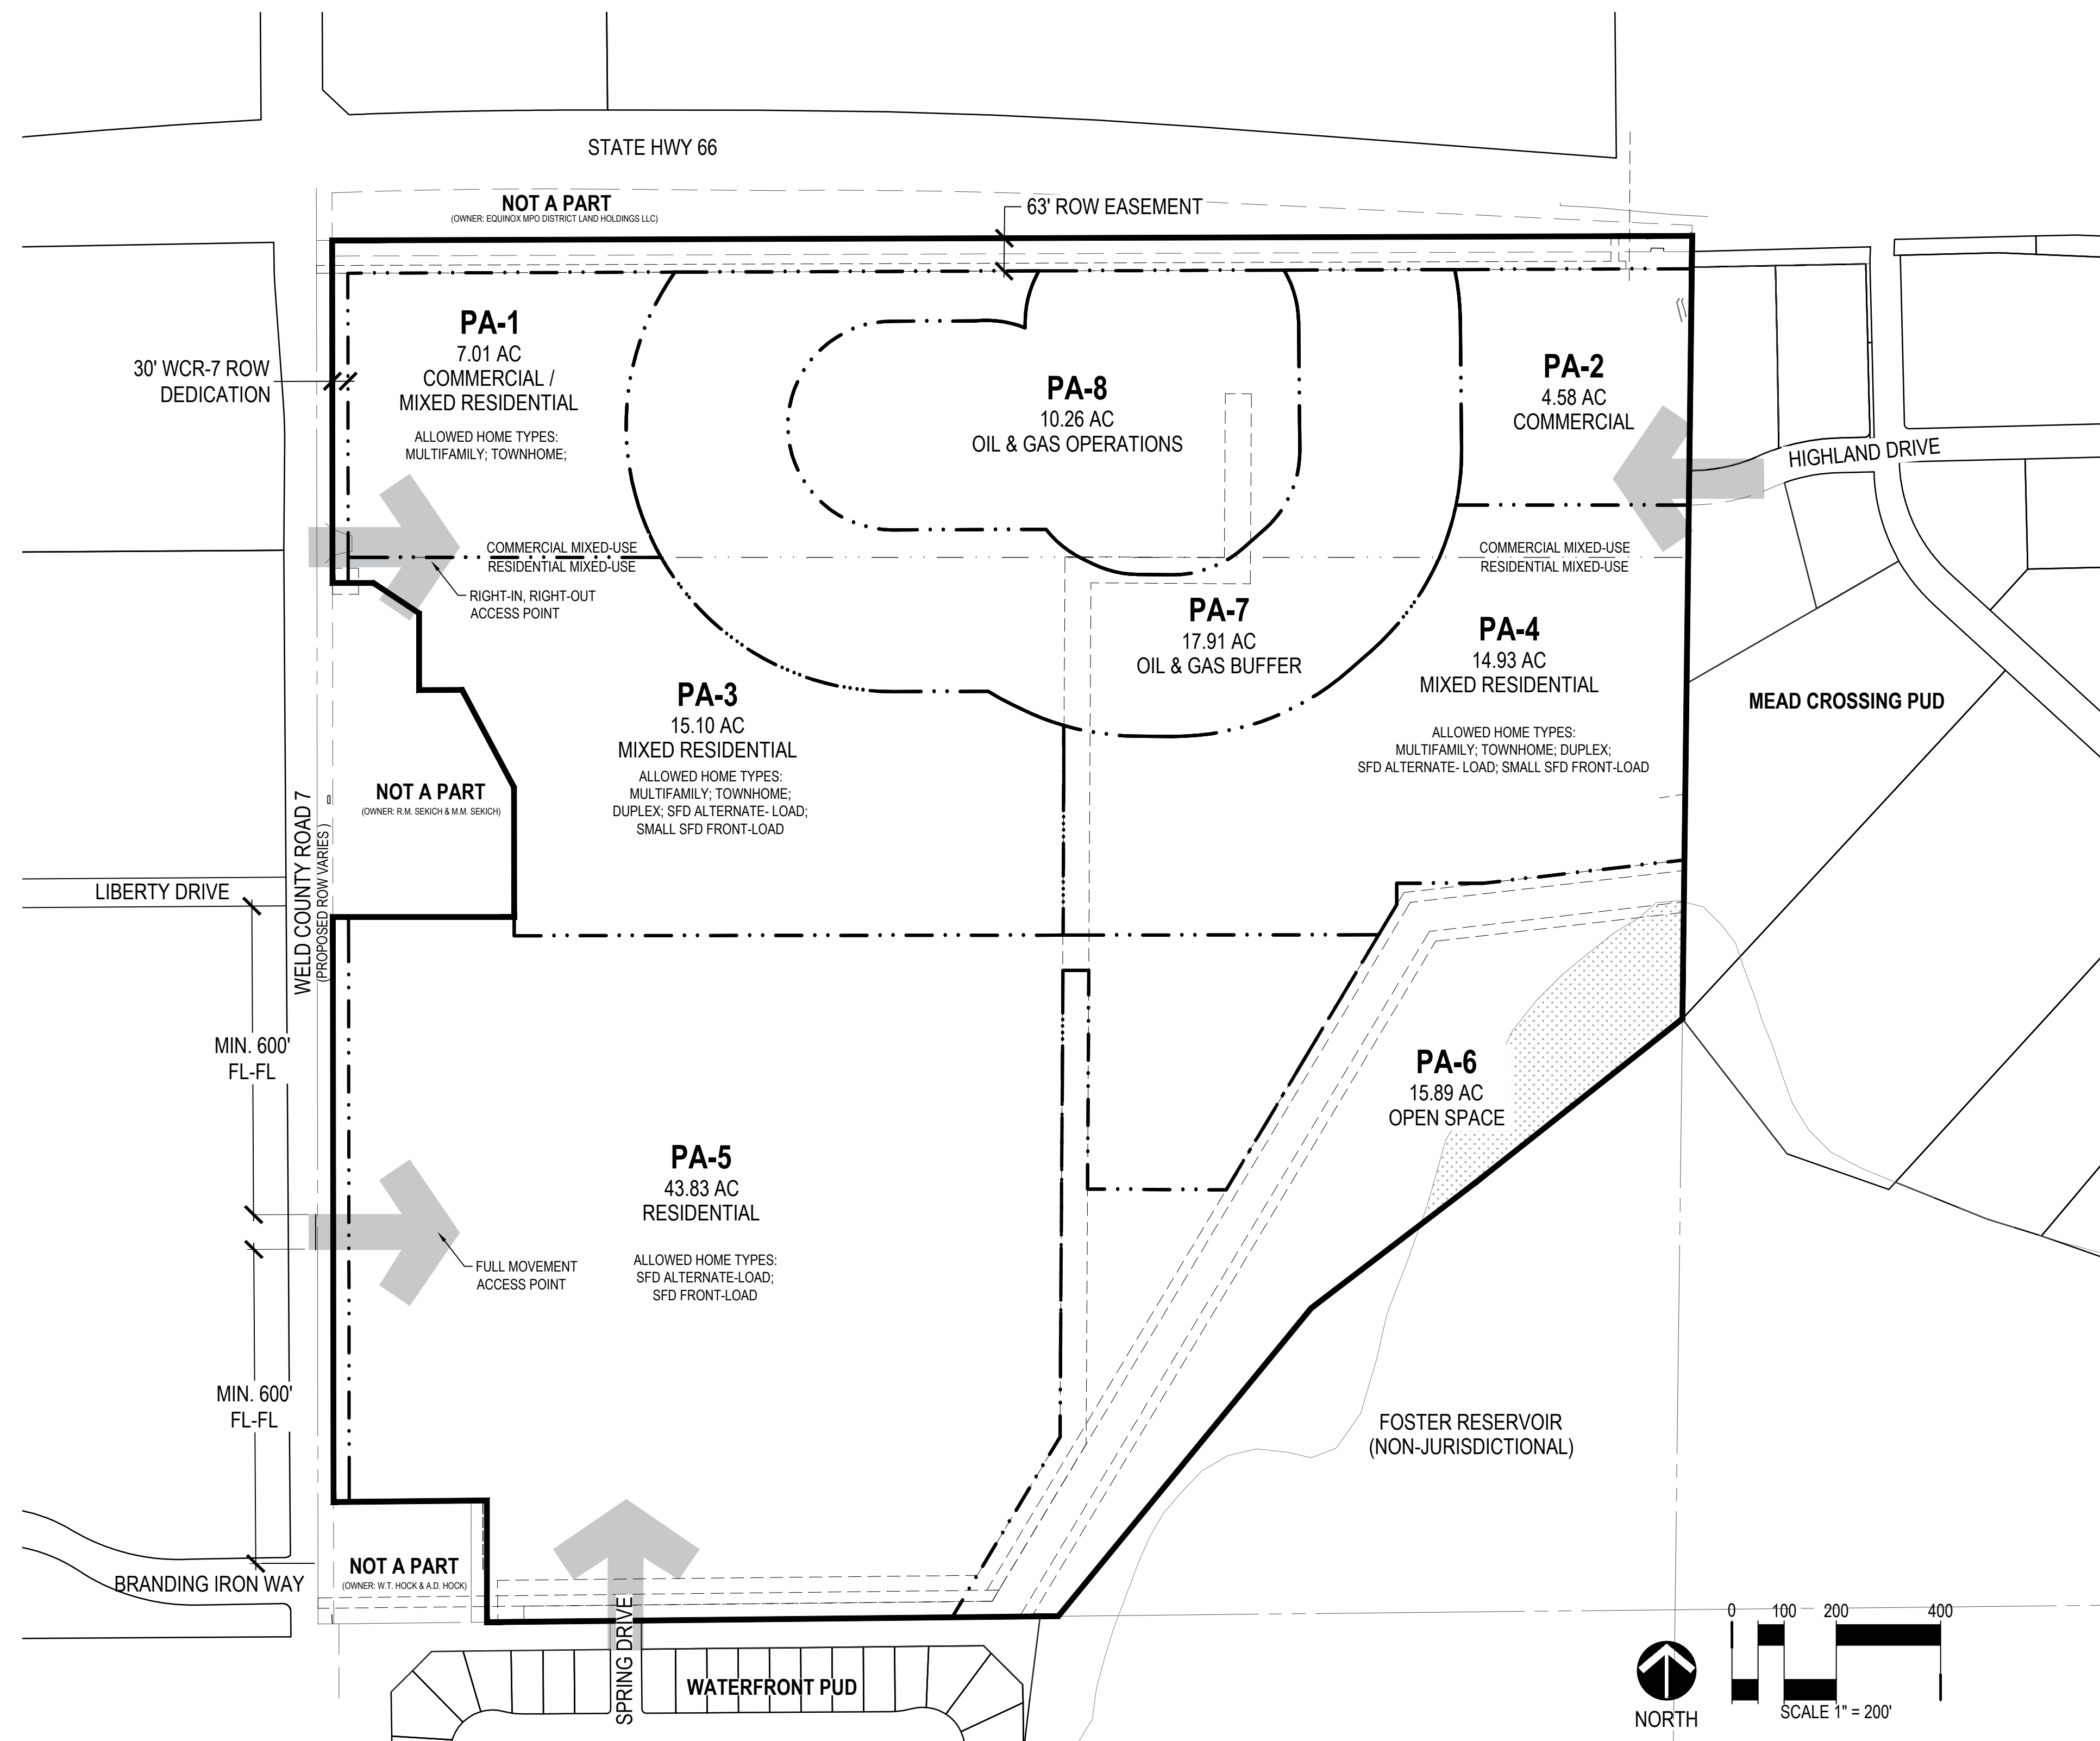 STATE HWY 66
NOT A PART
(OWNER: EQUINOX MPO DISTRICT LAND HOLDINGS LLC)
63' ROW EASEMENT
30' WCR-7 ROW
DEDICATION
PA-1
7.01 AC
COMMERCIAL /
MIXED RESIDENTIAL
ALLOWED HOME TYPES:
MULTIFAMILY; TOWNHOME;
PA-8
10.26 AC
OIL & GAS OPERATIONS
PA-2
4.58 AC
COMMERCIAL
HIGHLAND DRIVE
COMMERCIAL MIXED-USE
RESIDENTIAL MIXED-USE
COMMERCIAL MIXED-USE
RESIDENTIAL MIXED-USE
RIGHT-IN, RIGHT-OUT
ACCESS POINT
PA-7
17.91 AC
OIL & GAS BUFFER
PA-4
14.93 AC
MIXED RESIDENTIAL
ALLOWED HOME TYPES:
MULTIFAMILY; TOWNHOME; DUPLEX;
SFD ALTERNATE- LOAD; SMALL SFD FRONT-LOAD
MEAD CROSSING PUD
PA-3
15.10 AC
MIXED RESIDENTIAL
ALLOWED HOME TYPES:
MULTIFAMILY; TOWNHOME;
DUPLEX; SFD ALTERNATE- LOAD;
SMALL SFD FRONT-LOAD
NOT A PART
(OWNER: R.M. SEKICH & M.M. SEKICH)
WELD COUNTY ROAD 7
(PROPOSED ROW VARIES )
LIBERTY DRIVE
MIN. 600'
FL-FL
PA-6
15.89 AC
OPEN SPACE
PA-5
43.83 AC
RESIDENTIAL
ALLOWED HOME TYPES:
SFD ALTERNATE-LOAD;
SFD FRONT-LOAD
FULL MOVEMENT
ACCESS POINT
MIN. 600'
FL-FL
FOSTER RESERVOIR
(NON-JURISDICTIONAL)
NOT A PART
(OWNER: W.T. HOCK & A.D. HOCK)
BRANDING IRON WAY
SPRING DRIVE
WATERFRONT PUD
0 100 200 400
SCALE 1" = 200'
NORTH